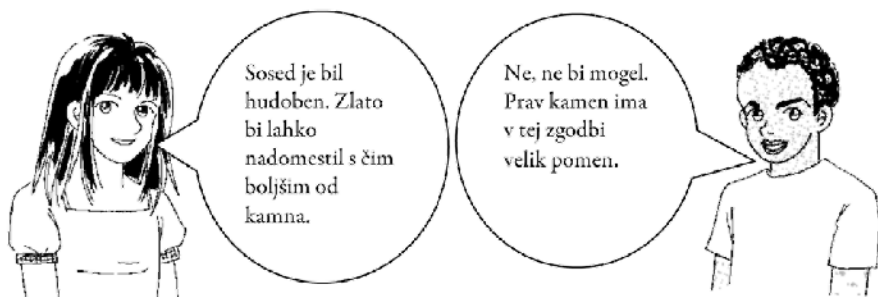 Sosed je bil
hudoben. Zlato
bi lahko
nadomestil s čim
boljšim od
kamna.
Ne, ne bi mogel.
Prav kamen ima
v tej zgodbi
velik pomen.